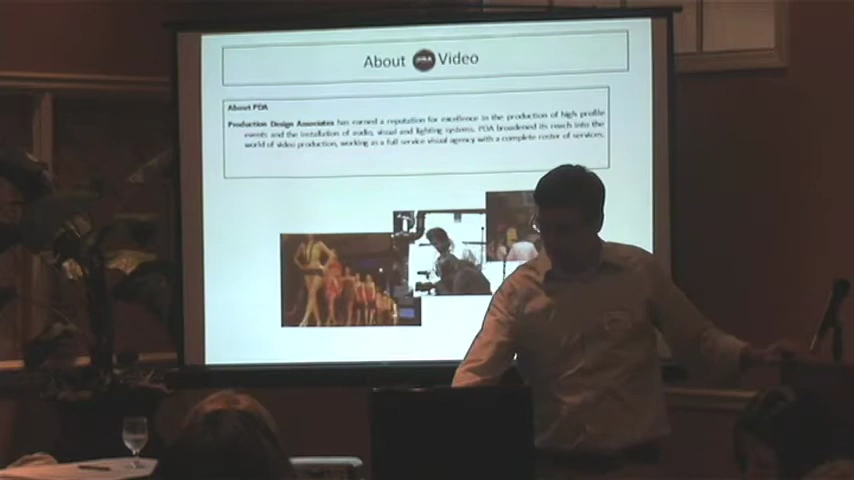 About PDA Video
About PDA
Production Design Associates has earned a reputation for excellence in the production of high profile
events and the installation of audio, visual and lighting systems. PDA broadened its reach into the
world of video production, working as a full service visual agency with a complete roster of services.